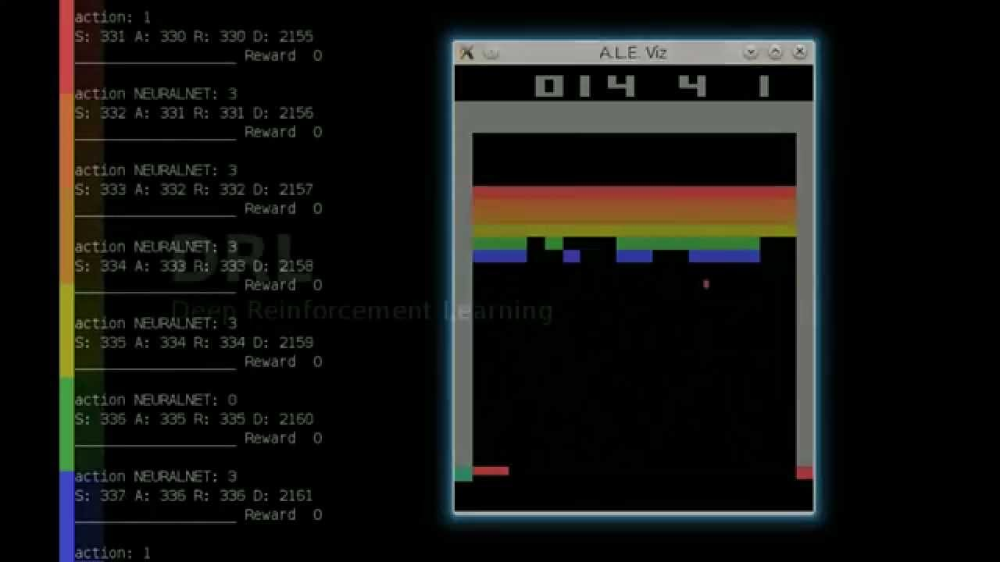 action: 1
S: 331 A: 330 R: 330 D: 2155
Reward 0
action NEURALNET: 3
S: 332 A: 331 R: 331 D: 2156
Reward 0
action NEURALNET: 3
S: 333 A: 332 R: 332 D: 2157
Reward 0
action NEURALNET: 3
S: 334 A: 333 R: 333 D: 2158
Reward 0
action NEURALNET: 3
S: 335 A: 334 R: 334 D: 2159
Reward 0
action NEURALNET: 0
S: 336 A: 335 R: 335 D: 2160
Reward 0
action NEURALNET: 3
S: 337 A: 336 R: 336 D: 2161
Reward 0
action: 1
DRL
Deep Reinforcement Learning
A.L.E. Viz
014 4 1